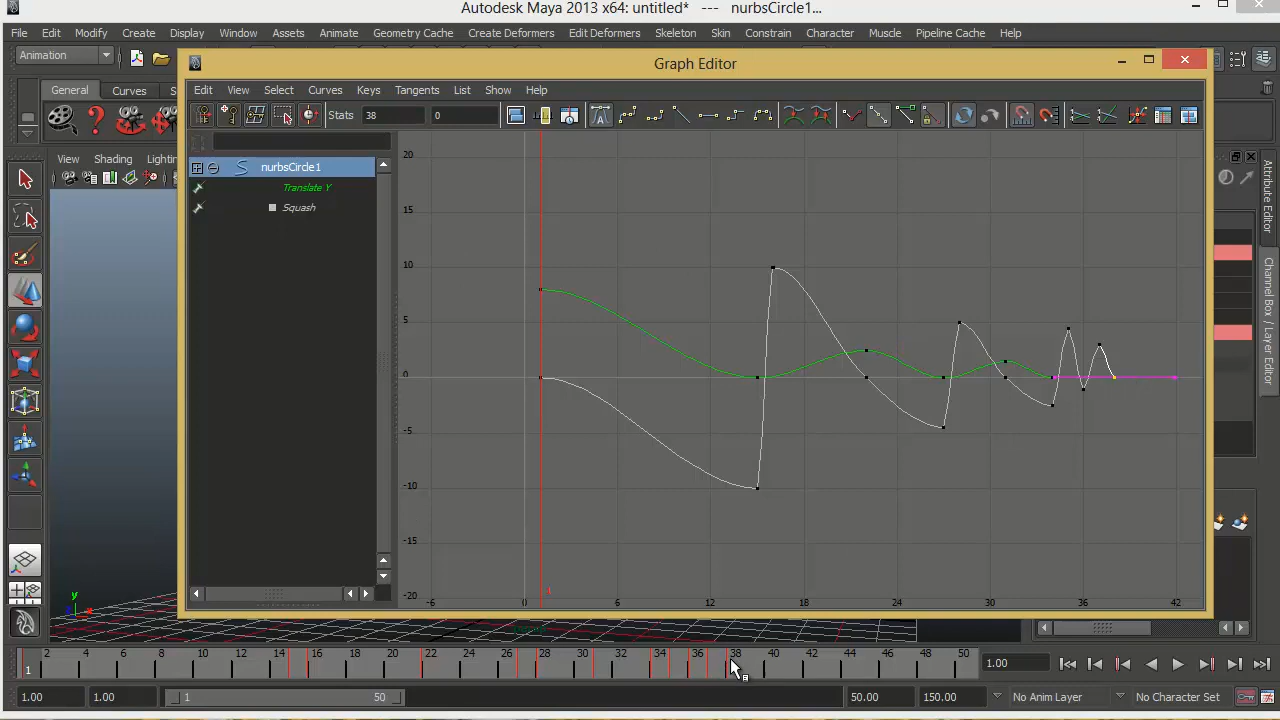 Autodesk Maya 2013 x64: untitled* --- nurbsCircle1...
File Edit Modify Create Display Window Assets Animate Geometry Cache Create Deformers Edit Deformers Skeleton Skin Constrain Character Muscle Pipeline Cache Help
Animation
Graph Editor
General Curves
Edit View Select Curves Keys Tangents List Show Help
Stats 38 0
View Shading
nurbsCircle1
Translate Y
Squash
20
15
10
5
0
-5
-10
-15
-20
-6 0 6 12 18 24 30 36 42
1
Attribute Editor
Channel Box / Layer Editor
y
x
1 2 4 6 8 10 12 14 16 18 20 22 24 26 28 30 32 34 36 38 40 42 44 46 48 50
1.00
1.00 1.00 1 50 50.00 150.00 No Anim Layer No Character Set